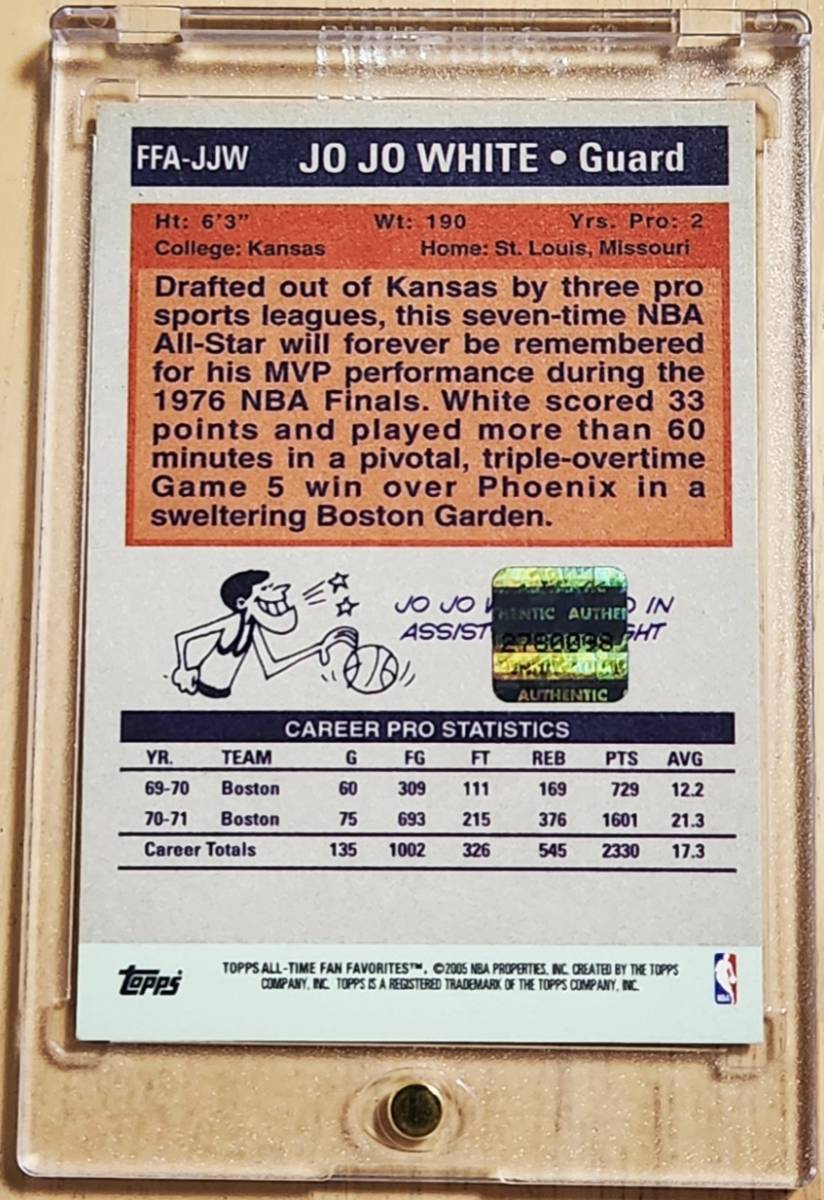 FFA-JJW JO JO WHITE • Guard
Ht: 6'3" Wt: 190 Yrs. Pro: 2
College: Kansas Home: St. Louis, Missouri
Drafted out of Kansas by three pro
sports leagues, this seven-time NBA
All-Star will forever be remembered
for his MVP performance during the
1976 NBA Finals. White scored 33
points and played more than 60
minutes in a pivotal, triple-overtime
Game 5 win over Phoenix in a
sweltering Boston Garden.
JO JO IN
ASSIST
AUTHENTIC
CAREER PRO STATISTICS
YR. TEAM G FG FT REB PTS AVG
69-70 Boston 60 309 111 169 729 12.2
70-71 Boston 75 693 215 376 1601 21.3
Career Totals 135 1002 326 545 2330 17.3
topps TOPPS ALL-TIME FAN FAVORITES™, ©2005 NBA PROPERTIES, INC. CREATED BY THE TOPPS
COMPANY, INC. TOPPS IS A REGISTERED TRADEMARK OF THE TOPPS COMPANY, INC.
NBA